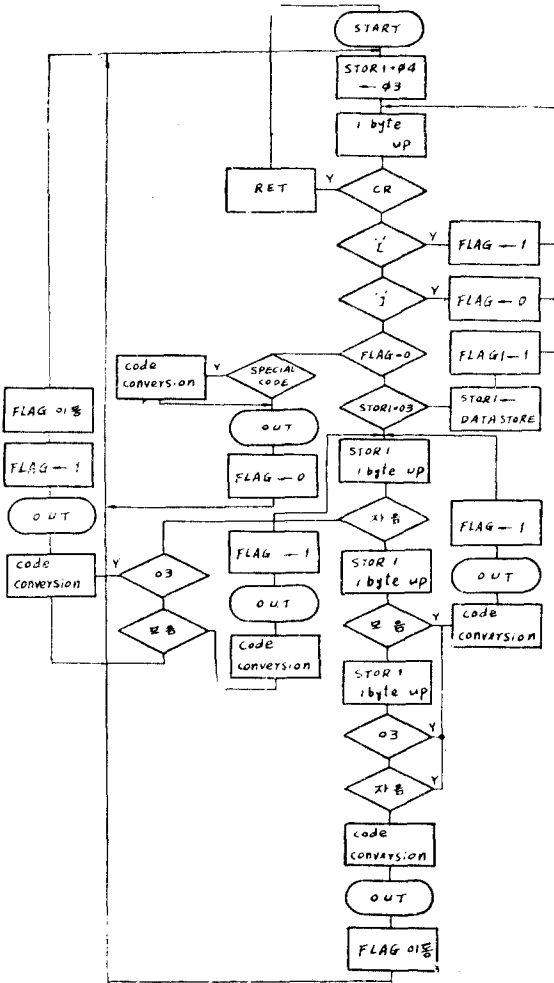 START
STOR1+φ4
← φ3
1 byte
up
CR
Y
RET
'ί'
Y
FLAG ← 1
Y
FLAG ← 0
FLAG=0
FLAG1←1
SPECIAL
CODE
Y
code
conversion
STOR1=03
STOR1←
DATA STORE
OUT
FLAG ← 0
STOR1
1 byte up
자음
STOR1
1 byte up
모음
Y
STOR1
1 byte up
03
Y
자음
Y
code
conversion
OUT
FLAG 이동
FLAG ← 1
OUT
code
conversion
FLAG ← 1
OUT
code
conversion
03
Y
모음
code
conversion
OUT
FLAG ← 1
FLAG 이동